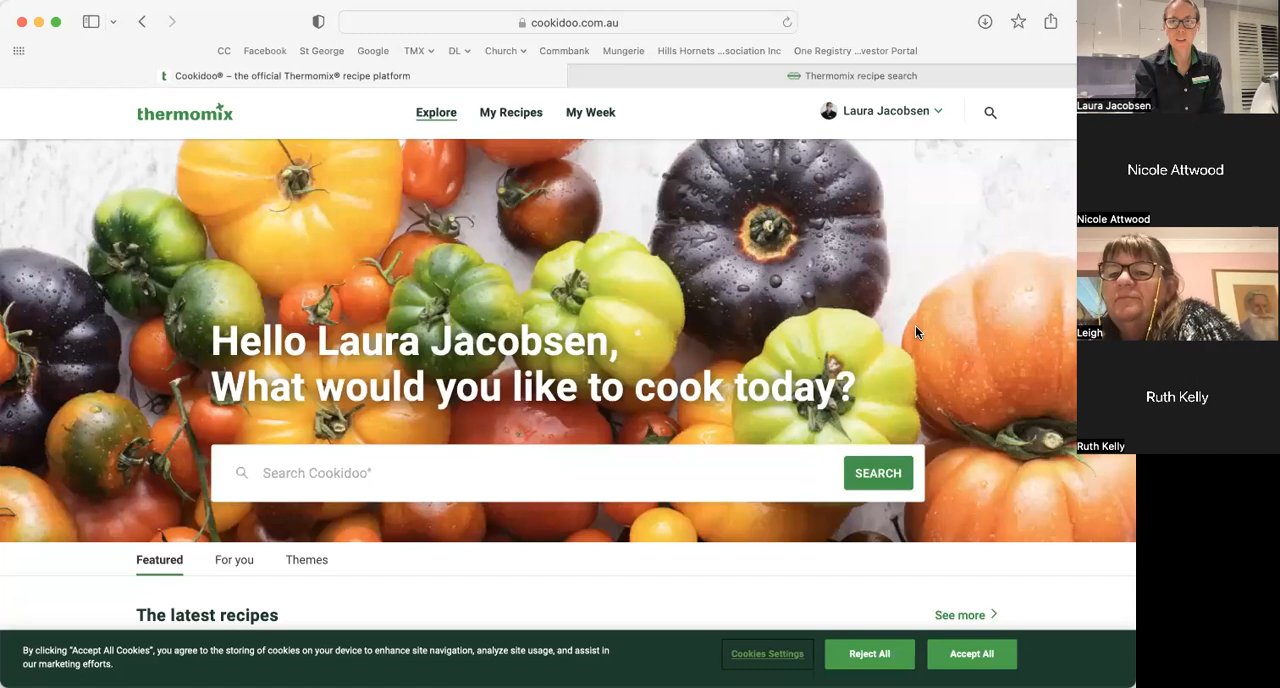 cookidoo.com.au
CC Facebook St George Google TMX DL Church Commbank Mungerie Hills Hornets ...sociation Inc One Registry ...vestor Portal
t Cookidoo® – the official Thermomix® recipe platform
Thermomix recipe search
thermomix
Explore My Recipes My Week
Laura Jacobsen
Hello Laura Jacobsen,
What would you like to cook today?
Search Cookidoo®
SEARCH
Featured For you Themes
The latest recipes
See more
By clicking "Accept All Cookies", you agree to the storing of cookies on your device to enhance site navigation, analyze site usage, and assist in
our marketing efforts.
Cookies Settings
Reject All
Accept All
Laura Jacobsen
Nicole Attwood
Nicole Attwood
Leigh
Ruth Kelly
Ruth Kelly